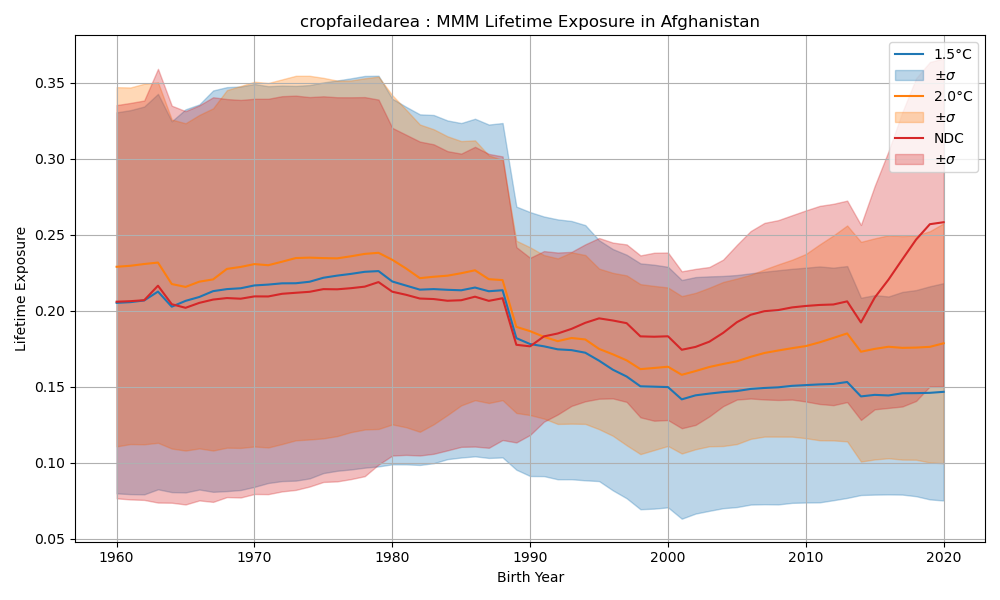 cropfailedarea : MMM Lifetime Exposure in Afghanistan
1.5°C
±σ
2.0°C
±σ
NDC
±σ
Lifetime Exposure
0.35
0.30
0.25
0.20
0.15
0.10
0.05
1960 1970 1980 1990 2000 2010 2020
Birth Year